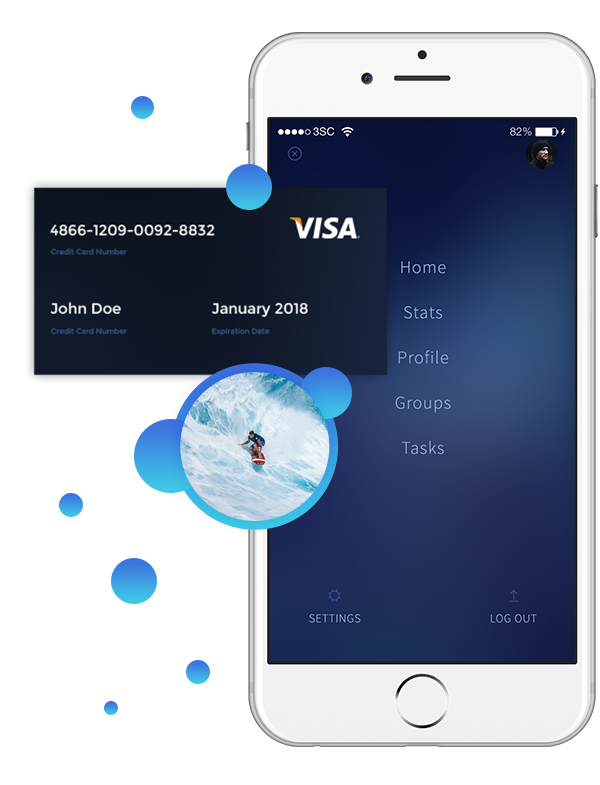 3SC
82%
4866-1209-0092-8832
VISA
Credit Card Number
John Doe
January 2018
Credit Card Number
Expiration Date
Home
Stats
Profile
Groups
Tasks
SETTINGS
LOG OUT